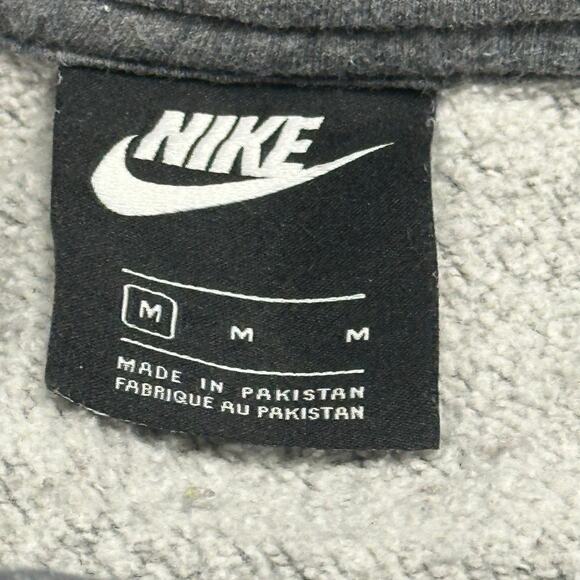 NIKE
M M M
MADE IN PAKISTAN
FABRIQUE AU PAKISTAN